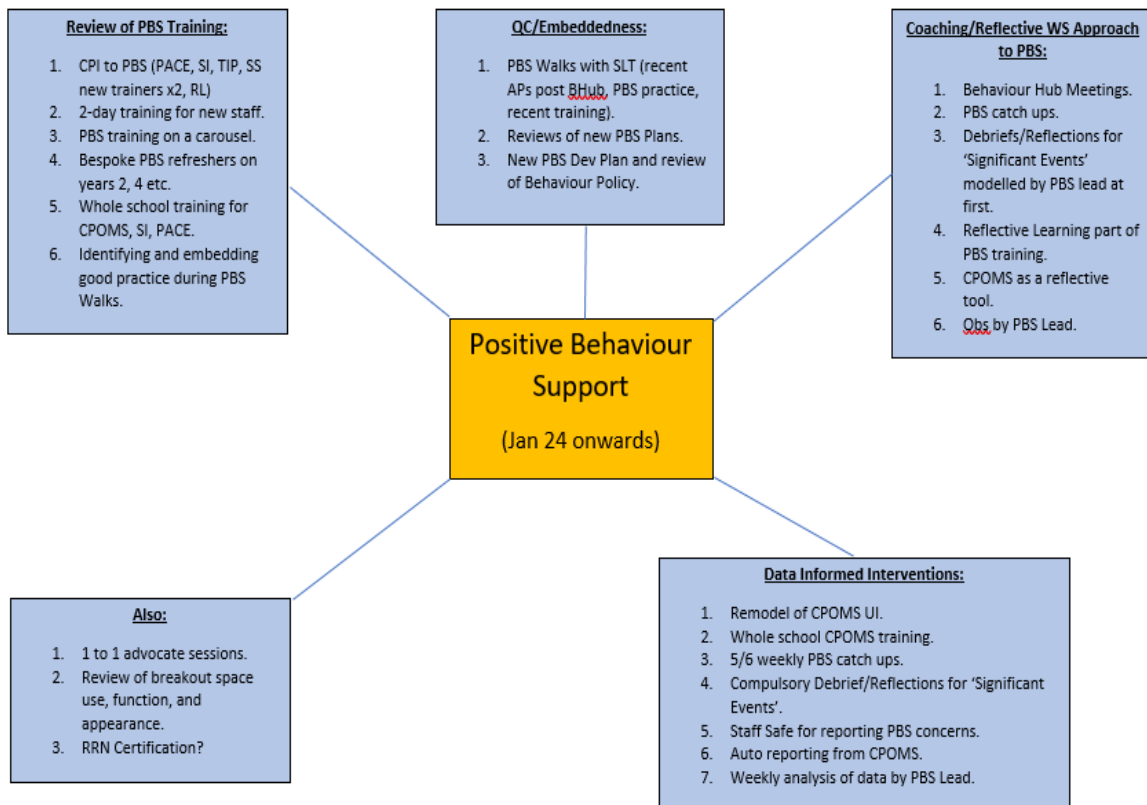 Review of PBS Training:
1. CPI to PBS (PACE, SI, TIP, SS
new trainers x2, RL)
2. 2-day training for new staff.
3. PBS training on a carousel.
4. Bespoke PBS refreshers on
years 2, 4 etc.
5. Whole school training for
CPOMS, SI, PACE.
6. Identifying and embedding
good practice during PBS
Walks.
QC/Embeddedness:
1. PBS Walks with SLT (recent
APs post BHub, PBS practice,
recent training).
2. Reviews of new PBS Plans.
3. New PBS Dev Plan and review
of Behaviour Policy.
Coaching/Reflective WS Approach
to PBS:
1. Behaviour Hub Meetings.
2. PBS catch ups.
3. Debriefs/Reflections for
‘Significant Events’
modelled by PBS lead at
first.
4. Reflective Learning part of
PBS training.
5. CPOMS as a reflective
tool.
6. Obs by PBS Lead.
Positive Behaviour
Support
(Jan 24 onwards)
Also:
1. 1 to 1 advocate sessions.
2. Review of breakout space
use, function, and
appearance.
3. RRN Certification?
Data Informed Interventions:
1. Remodel of CPOMS UI.
2. Whole school CPOMS training.
3. 5/6 weekly PBS catch ups.
4. Compulsory Debrief/Reflections for ‘Significant
Events’.
5. Staff Safe for reporting PBS concerns.
6. Auto reporting from CPOMS.
7. Weekly analysis of data by PBS Lead.